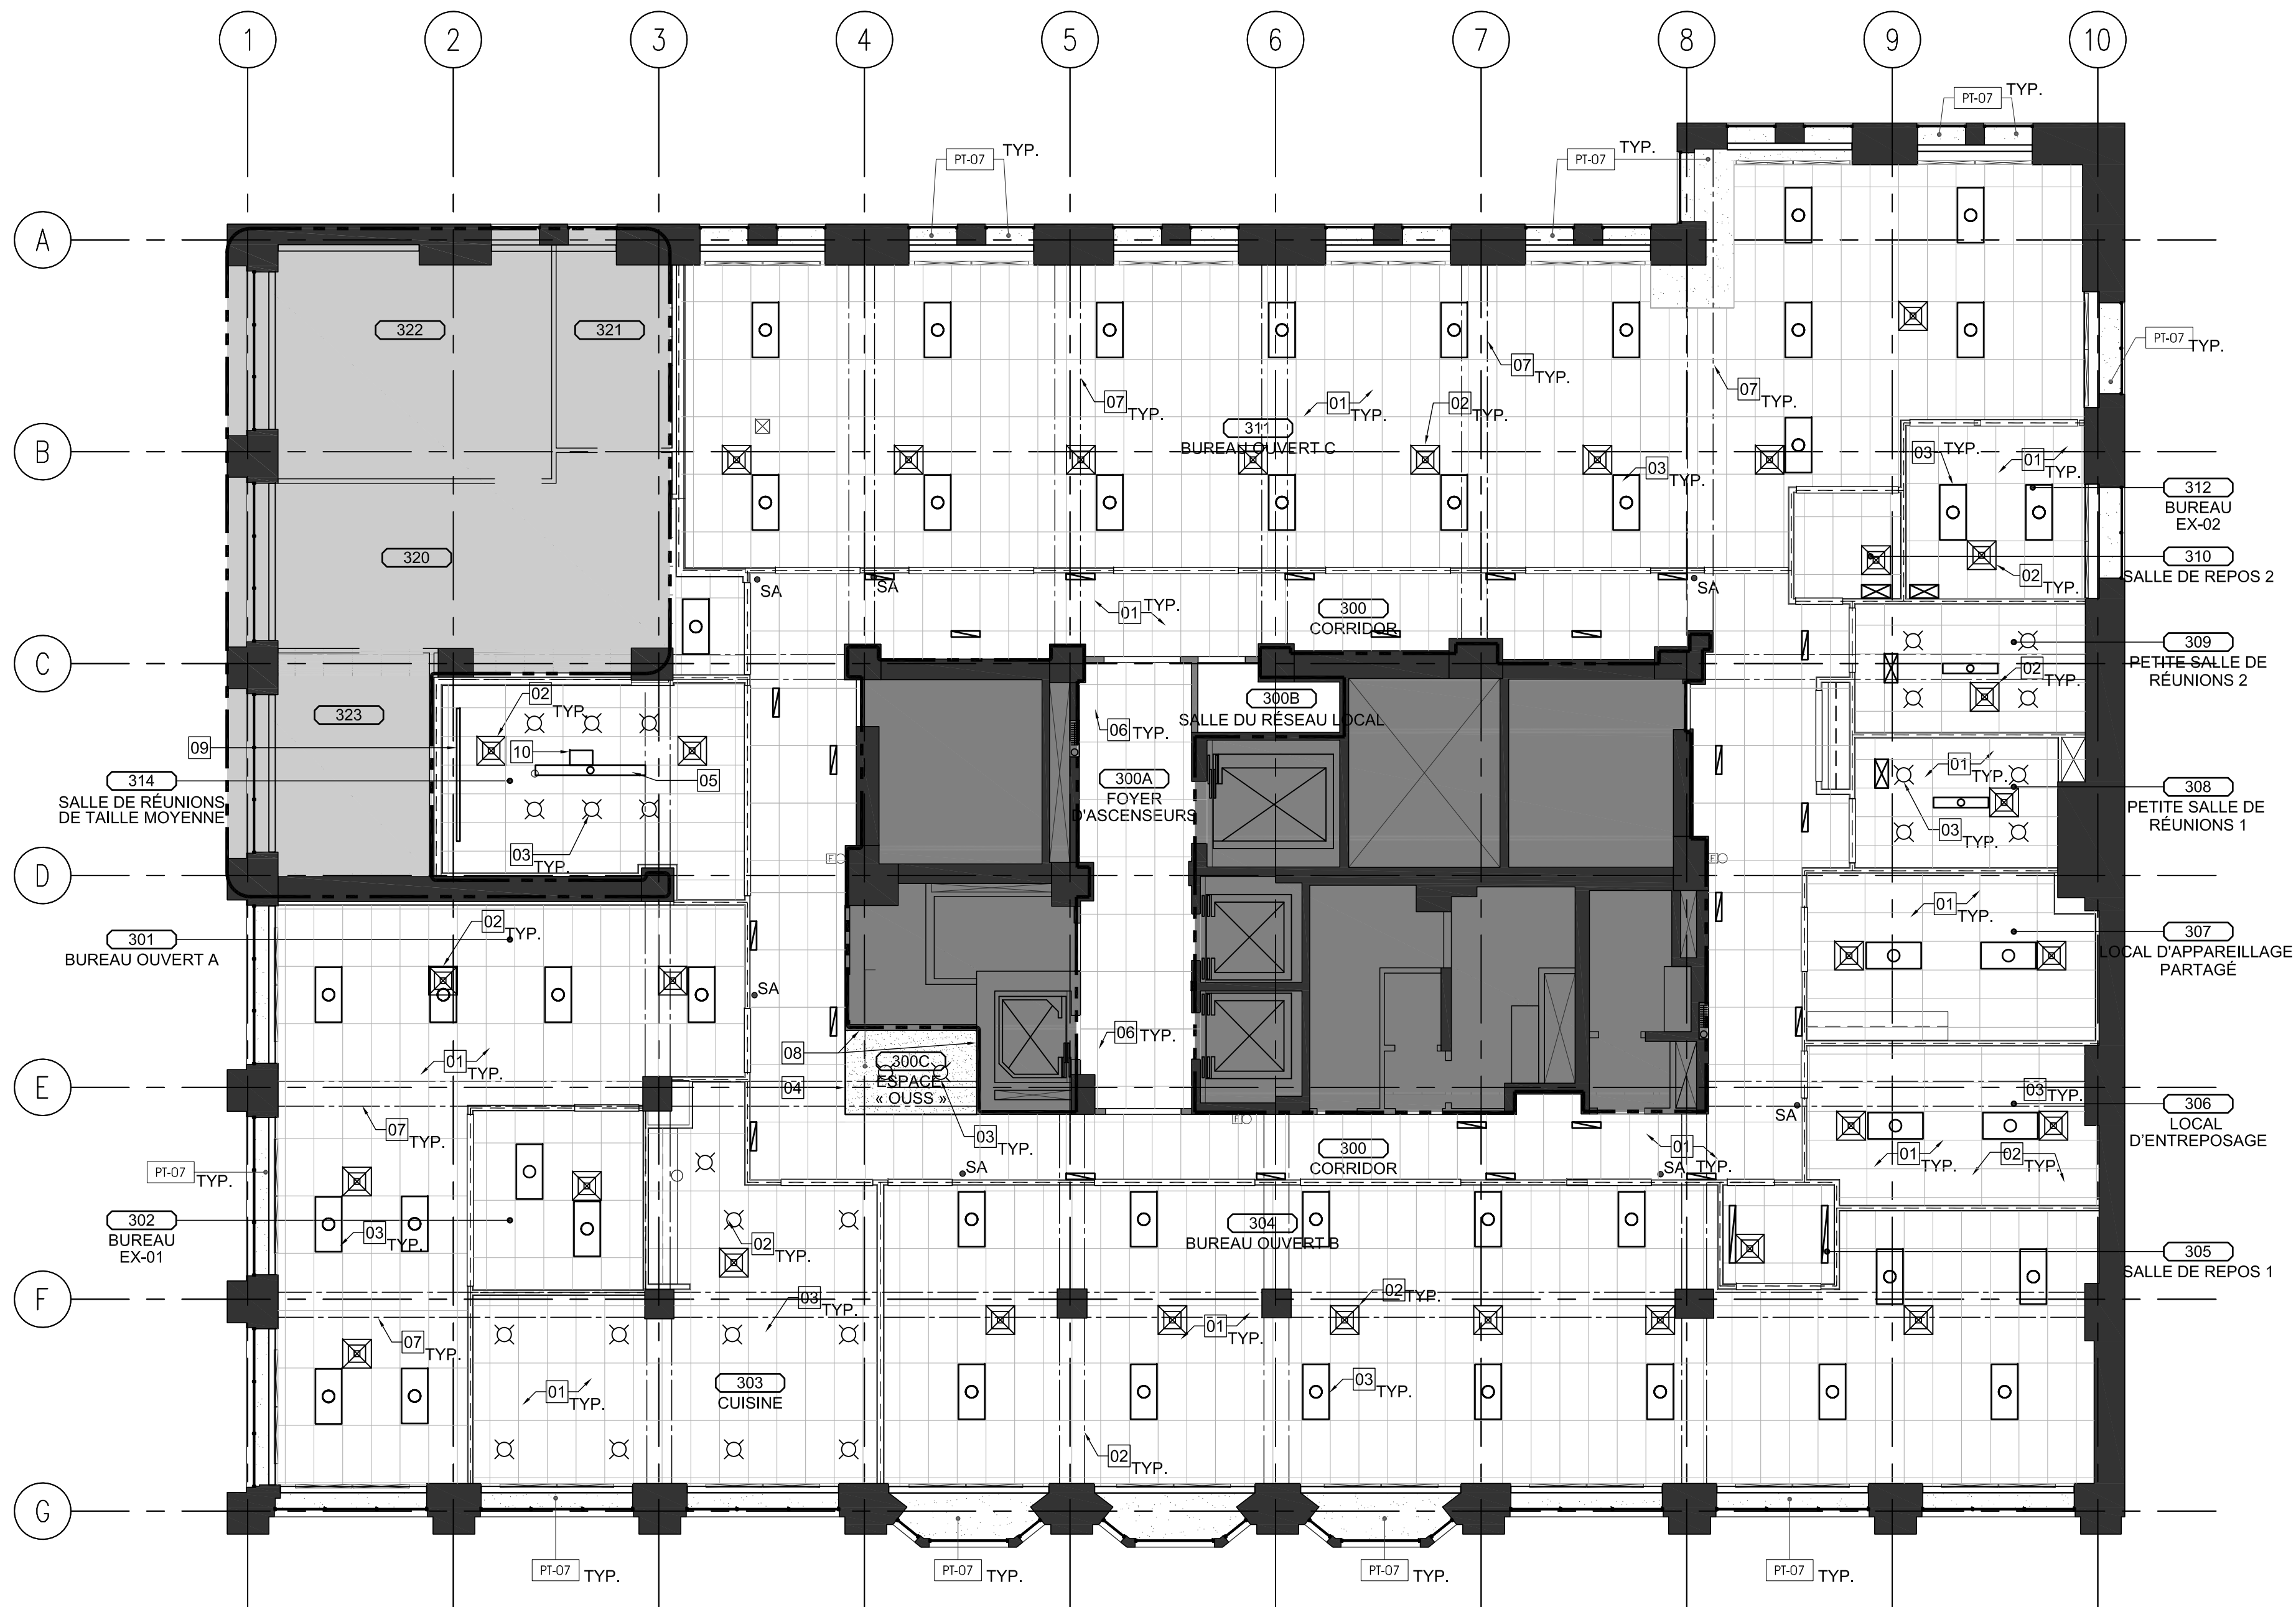 1 2 3 4 5 6 7 8 9 10
PT-07 TYP.
PT-07 TYP.
PT-07 TYP.
A
322
321
PT-07 TYP.
07 TYP.
07 TYP.
07 TYP.
01 TYP.
02 TYP.
311
BUREAU OUVERT C
B
03 TYP.
03 TYP.
01 TYP.
312
BUREAU
EX-02
320
310
SALLE DE REPOS 2
02 TYP.
SA
SA
SA
01 TYP.
300
CORRIDOR
309
PETITE SALLE DE
RÉUNIONS 2
02 TYP.
C
02 TYP.
323
300B
SALLE DU RÉSEAU LOCAL
06 TYP.
09
10
05
314
SALLE DE RÉUNIONS
DE TAILLE MOYENNE
300A
FOYER
D'ASCENSEURS
01 TYP.
308
PETITE SALLE DE
RÉUNIONS 1
03 TYP.
03 TYP.
F
F
D
01 TYP.
02 TYP.
301
BUREAU OUVERT A
307
LOCAL D'APPAREILLAGE
PARTAGÉ
SA
06 TYP.
08
01 TYP.
300C
ESPACE
« OUSS »
E
04
03 TYP.
306
LOCAL
D'ENTREPOSAGE
SA
F
07 TYP.
03 TYP.
300
CORRIDOR
01 TYP.
01 TYP.
02 TYP.
PT-07 TYP.
SA
SA
302
BUREAU
EX-01
03 TYP.
02 TYP.
304
BUREAU OUVERT B
305
SALLE DE REPOS 1
F
03 TYP.
02 TYP.
01 TYP.
07 TYP.
303
CUISINE
01 TYP.
03 TYP.
02 TYP.
G
PT-07 TYP.
PT-07 TYP.
PT-07 TYP.
PT-07 TYP.